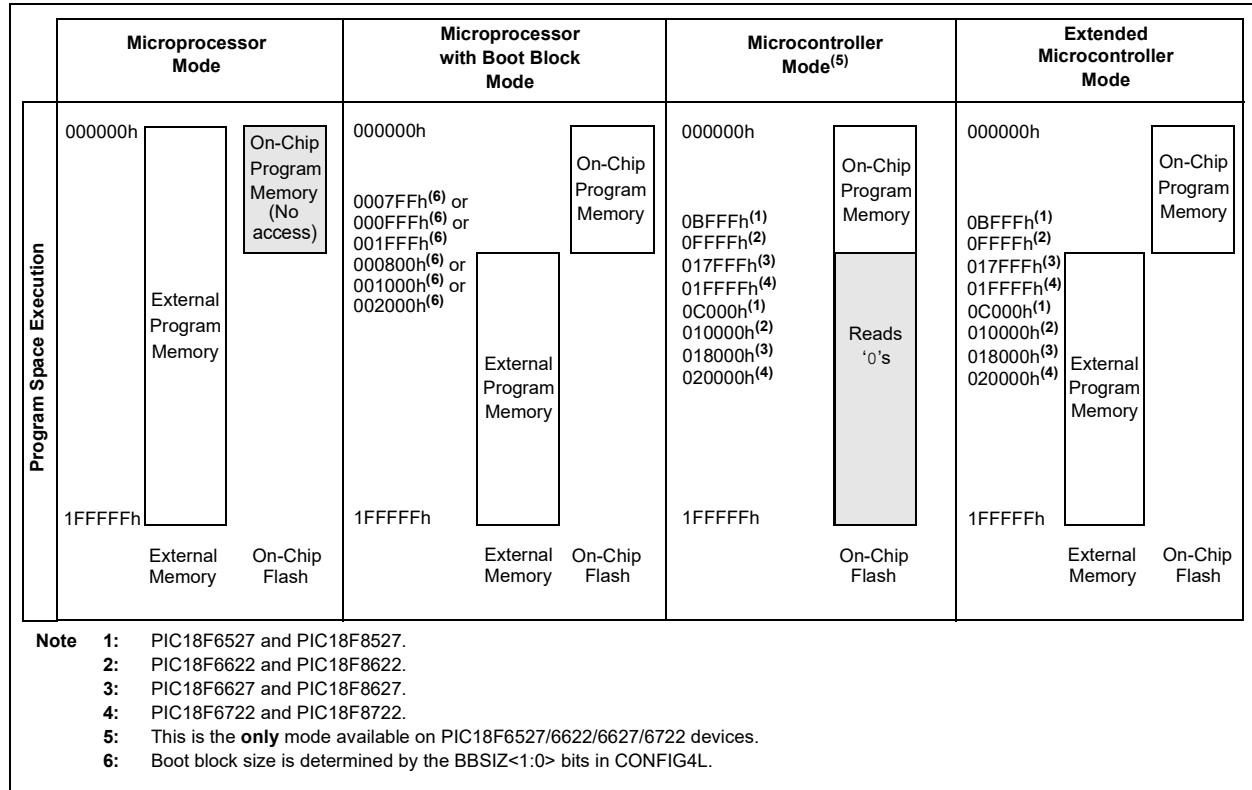 Microprocessor
Mode
Microprocessor
with Boot Block
Mode
Microcontroller
Mode(5)
Extended
Microcontroller
Mode
Program Space Execution
000000h
External
Program
Memory
On-Chip
Program
Memory
(No
access)
1FFFFFh
External
Memory
On-Chip
Flash
000000h
On-Chip
Program
Memory
0007FFh(6) or
000FFFh(6) or
001FFFh(6)
000800h(6) or
001000h(6) or
002000h(6)
External
Program
Memory
1FFFFFh
External
Memory
On-Chip
Flash
000000h
On-Chip
Program
Memory
0BFFFh(1)
0FFFFh(2)
017FFFh(3)
01FFFFh(4)
0C000h(1)
010000h(2)
018000h(3)
020000h(4)
Reads
‘0’s
1FFFFFh
On-Chip
Flash
000000h
On-Chip
Program
Memory
0BFFFh(1)
0FFFFh(2)
017FFFh(3)
01FFFFh(4)
0C000h(1)
010000h(2)
018000h(3)
020000h(4)
External
Program
Memory
1FFFFFh
External
Memory
On-Chip
Flash
Note 1: PIC18F6527 and PIC18F8527.
2: PIC18F6622 and PIC18F8622.
3: PIC18F6627 and PIC18F8627.
4: PIC18F6722 and PIC18F8722.
5: This is the only mode available on PIC18F6527/6622/6627/6722 devices.
6: Boot block size is determined by the BBSIZ<1:0> bits in CONFIG4L.